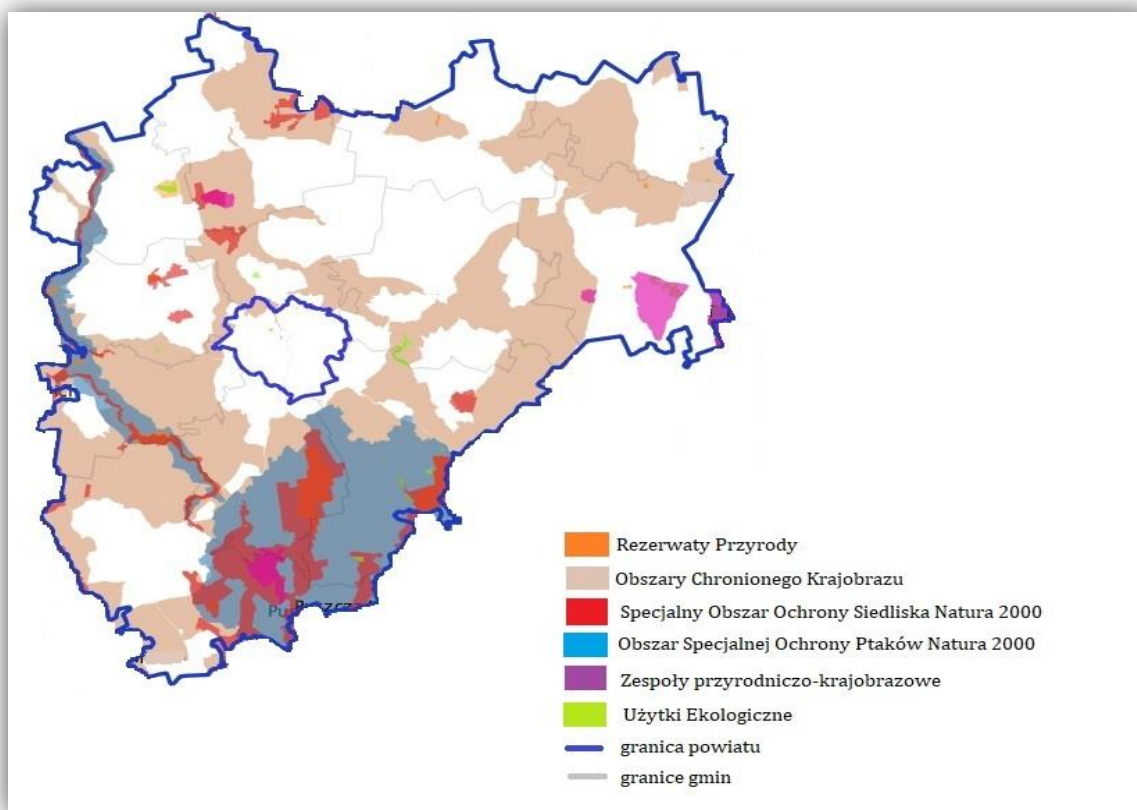 Puszcza
Rezerwaty Przyrody
Obszary Chronionego Krajobrazu
Specjalny Obszar Ochrony Siedliska Natura 2000
Obszar Specjalnej Ochrony Ptaków Natura 2000
Zespoły przyrodniczo-krajobrazowe
Użytki Ekologiczne
granica powiatu
granice gmin